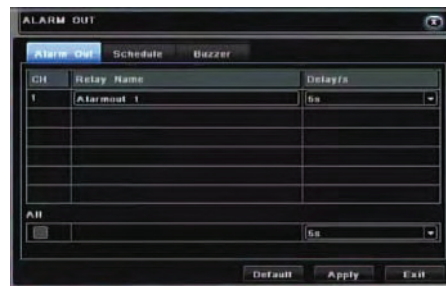 ALARM OUT
Alarm Out Schedule Buzzer
CH Relay Name Delay/s
1 Alarmout 1 5s
All
5s
Default Apply Exit